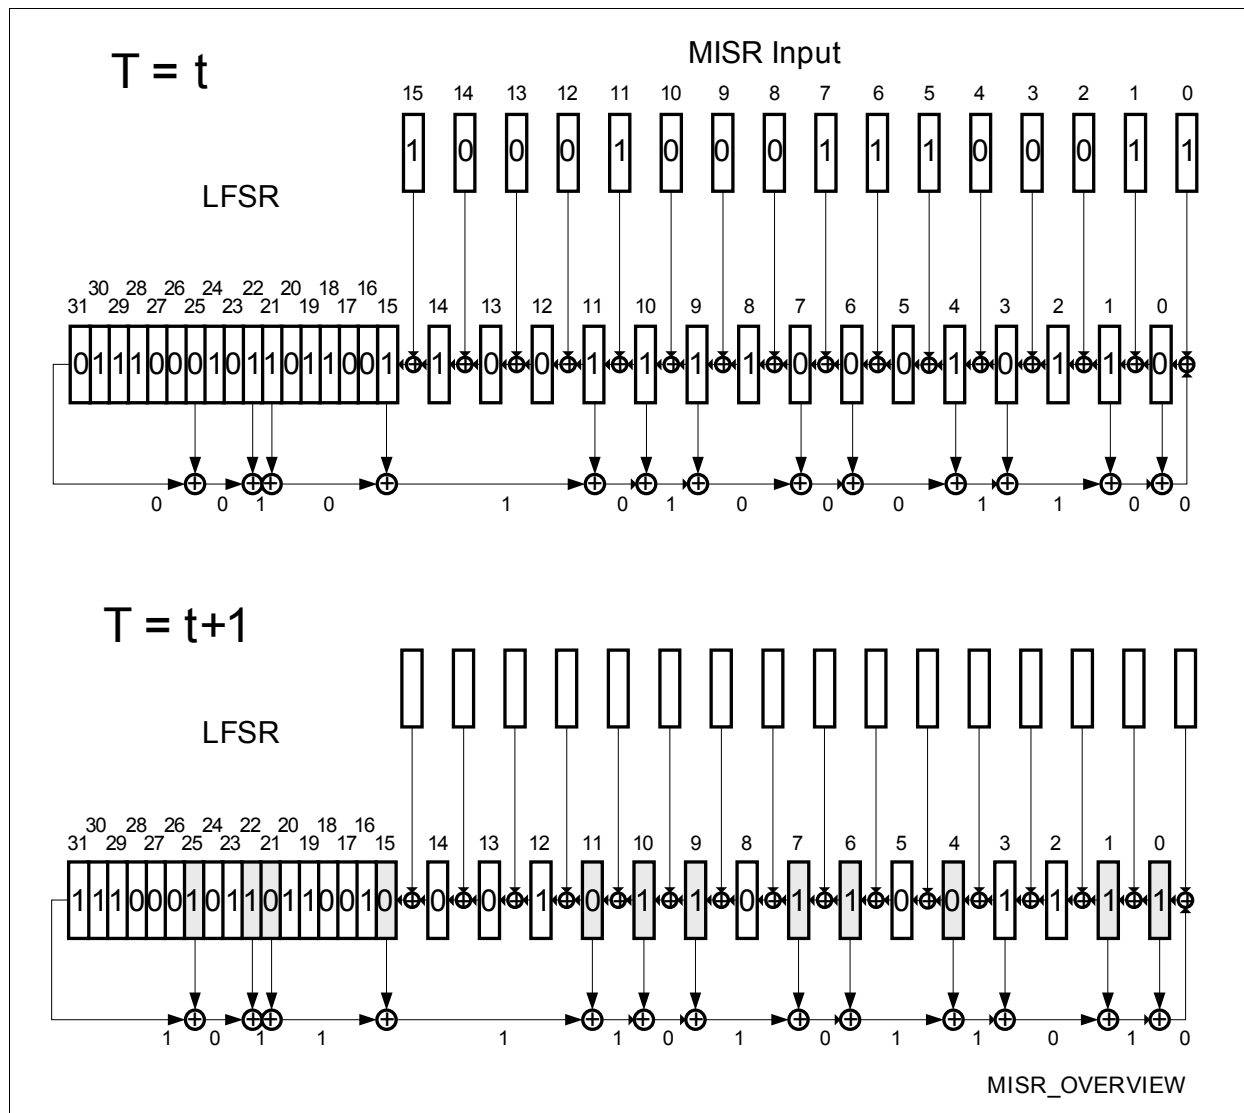 T = t
MISR Input
15 14 13 12 11 10 9 8 7 6 5 4 3 2 1 0
1 0 0 0 1 0 0 0 1 1 1 0 0 0 1 1
LFSR
30 28 26 24 22 20 18 16
31 29 27 25 23 21 19 17 15 14 13 12 11 10 9 8 7 6 5 4 3 2 1 0
0 1 1 1 0 0 0 1 0 1 1 0 1 1 0 0 1 1 0 0 1 1 1 1 0 0 0 1 0 1 1 0
0 0 1 0 1 0 1 0 0 0 1 1 0 0
T = t+1
LFSR
30 28 26 24 22 20 18 16
31 29 27 25 23 21 19 17 15 14 13 12 11 10 9 8 7 6 5 4 3 2 1 0
1 1 1 0 0 0 1 0 1 1 0 1 1 0 0 1 0 0 0 1 0 1 1 0 1 1 0 0 1 1 1 1
1 0 1 1 1 1 0 1 0 1 1 0 1 0
MISR_OVERVIEW